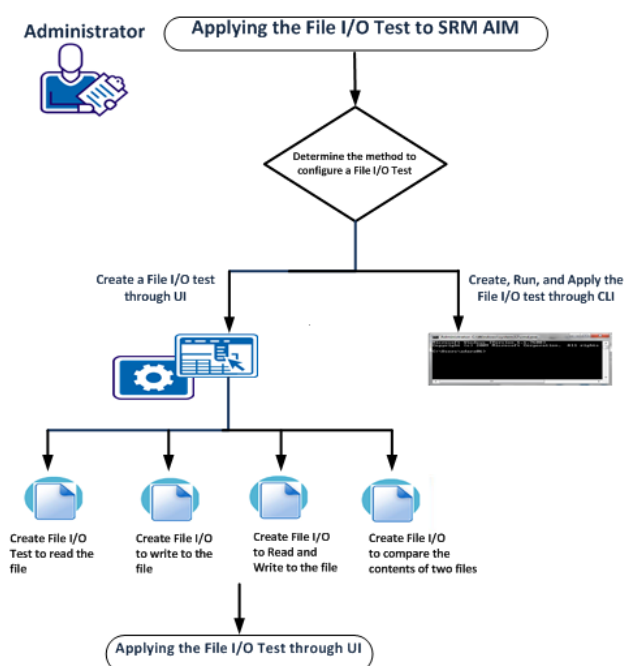 Administrator
Applying the File I/O Test to SRM AIM
Determine the method to
configure a File I/O Test
Create a File I/O test
through UI
Create, Run, and Apply the
File I/O test through CLI
Create File I/O
Test to read the
file
Create File I/O
to write to the
file
Create File I/O
to Read and
Write to the file
Create File I/O
to compare the
contents of two files
Applying the File I/O Test through UI